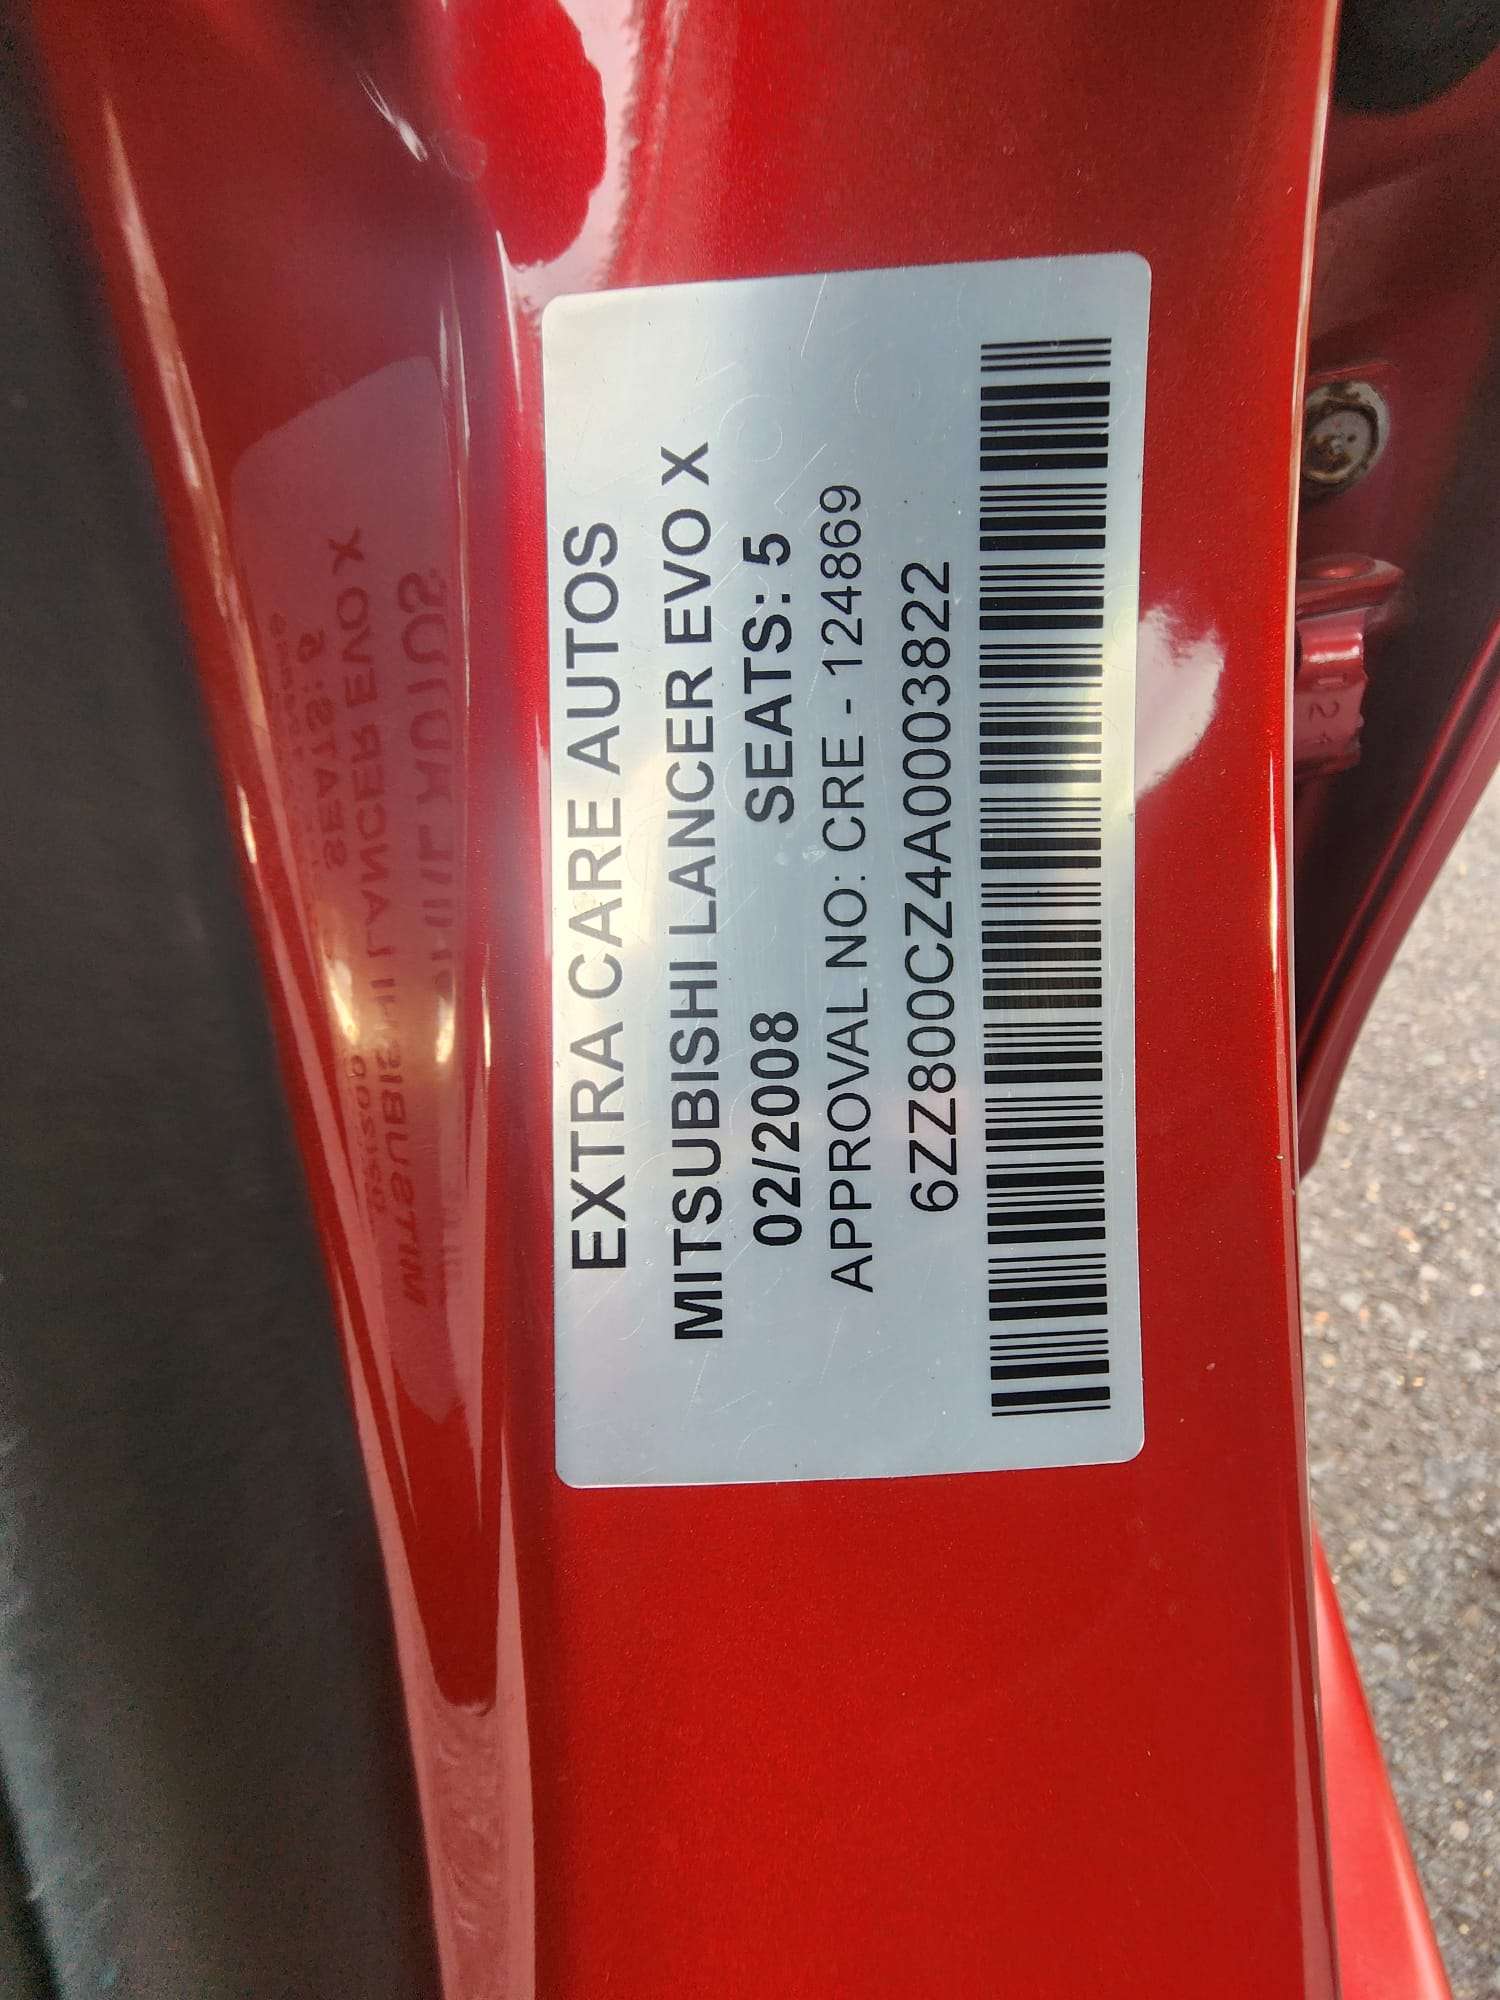 EXTRA CARE AUTOS
MITSUBISHI LANCER EVO X
02/2008 SEATS: 5
APPROVAL NO: CRE - 124869
6ZZ800CZ4A0003822